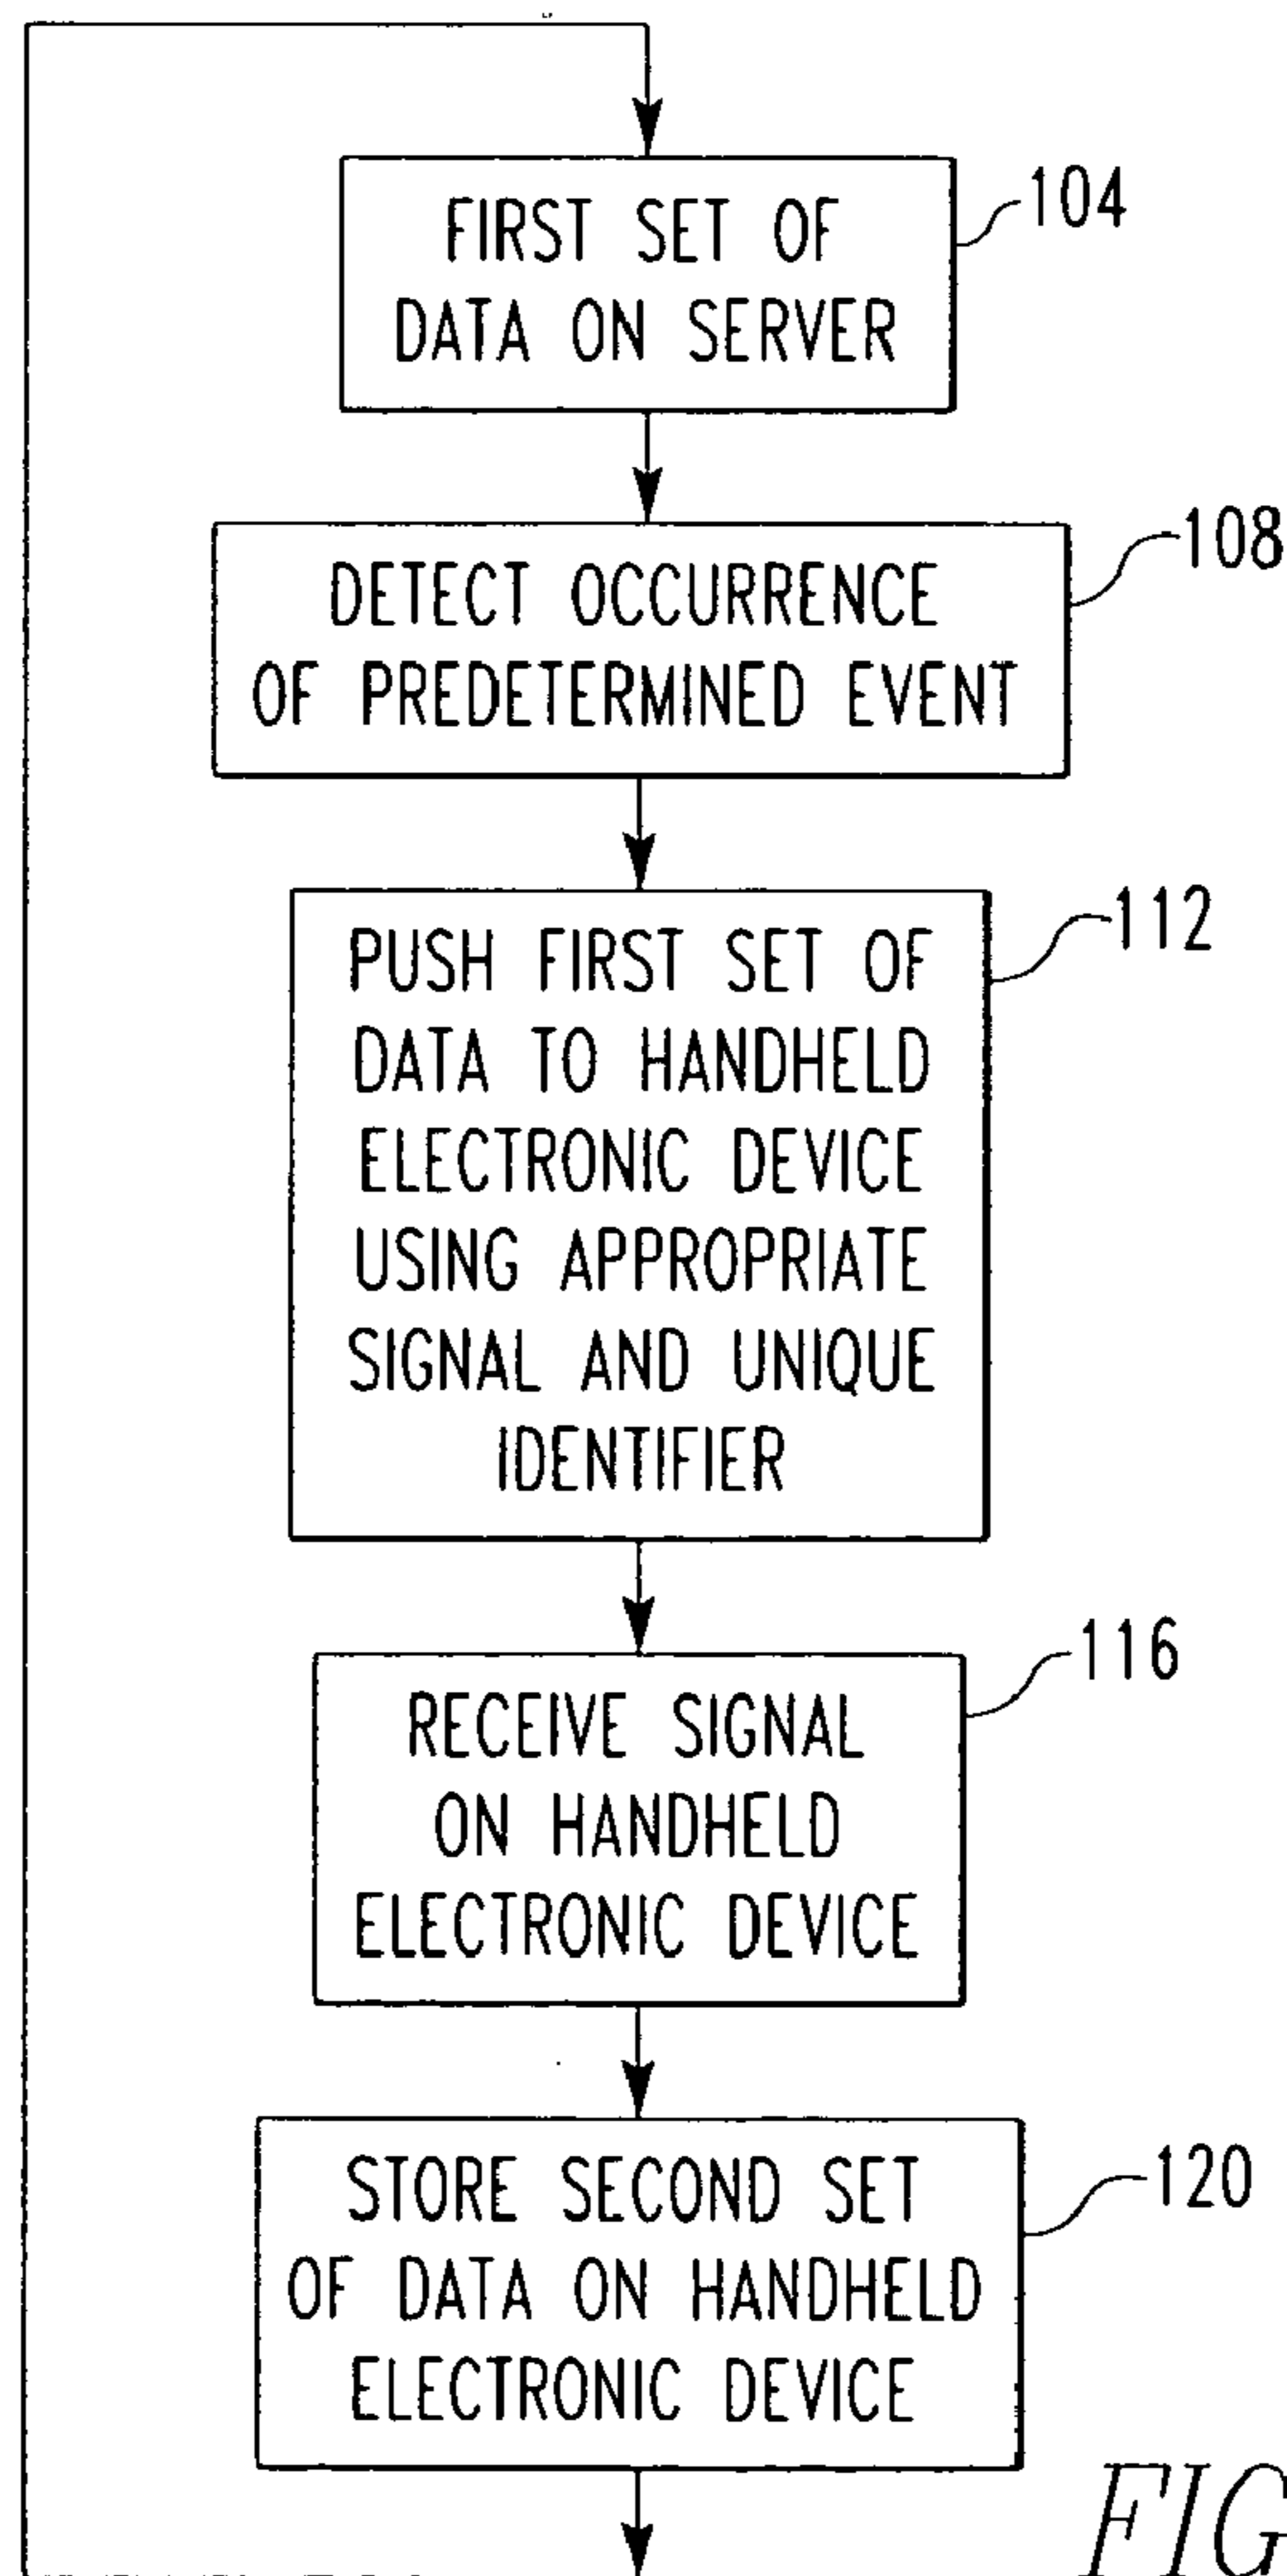 FIRST SET OF
DATA ON SERVER
104
DETECT OCCURRENCE
OF PREDETERMINED EVENT
108
PUSH FIRST SET OF
DATA TO HANDHELD
ELECTRONIC DEVICE
USING APPROPRIATE
SIGNAL AND UNIQUE
IDENTIFIER
112
RECEIVE SIGNAL
ON HANDHELD
ELECTRONIC DEVICE
116
STORE SECOND SET
OF DATA ON HANDHELD
ELECTRONIC DEVICE
120
FIG